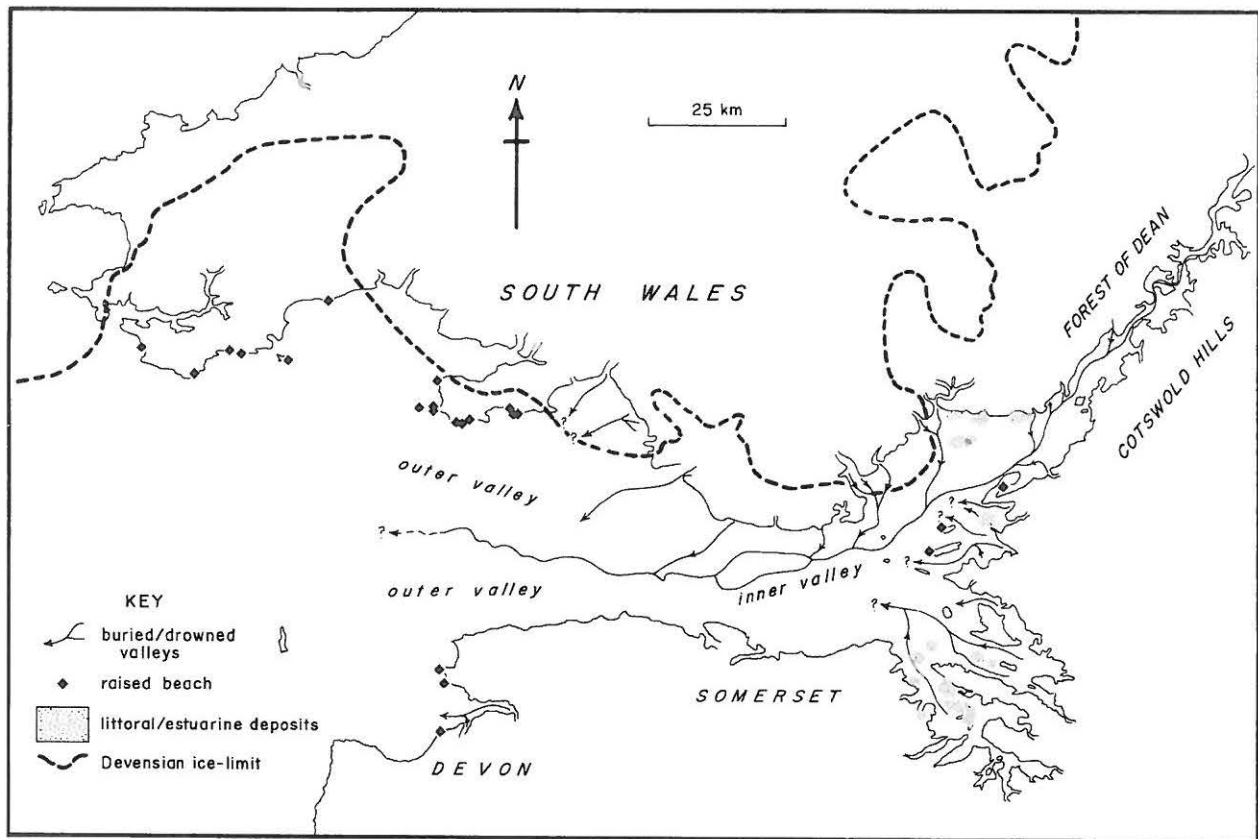 N
25 km
SOUTH WALES
FOREST OF DEAN
COTSWOLD HILLS
outer valley
?
?
?
?
?
?
inner valley
outer valley
?
?
SOMERSET
DEVON
KEY
buried/drowned
valleys
raised beach
littoral/estuarine deposits
Devensian ice-limit